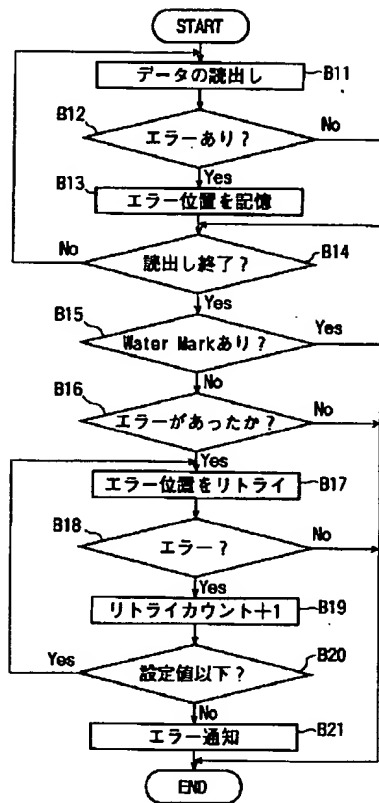 START
データの読出し
B11
B12
エラーあり?
No
Yes
B13
エラー位置を記憶
No
読出し終了?
B14
Yes
B15
Water Markあり?
Yes
No
B16
エラーがあったか?
No
Yes
エラー位置をリトライ
B17
B18
エラー?
No
Yes
リトライカウント+1
B19
Yes
設定値以下?
B20
No
エラー通知
B21
END